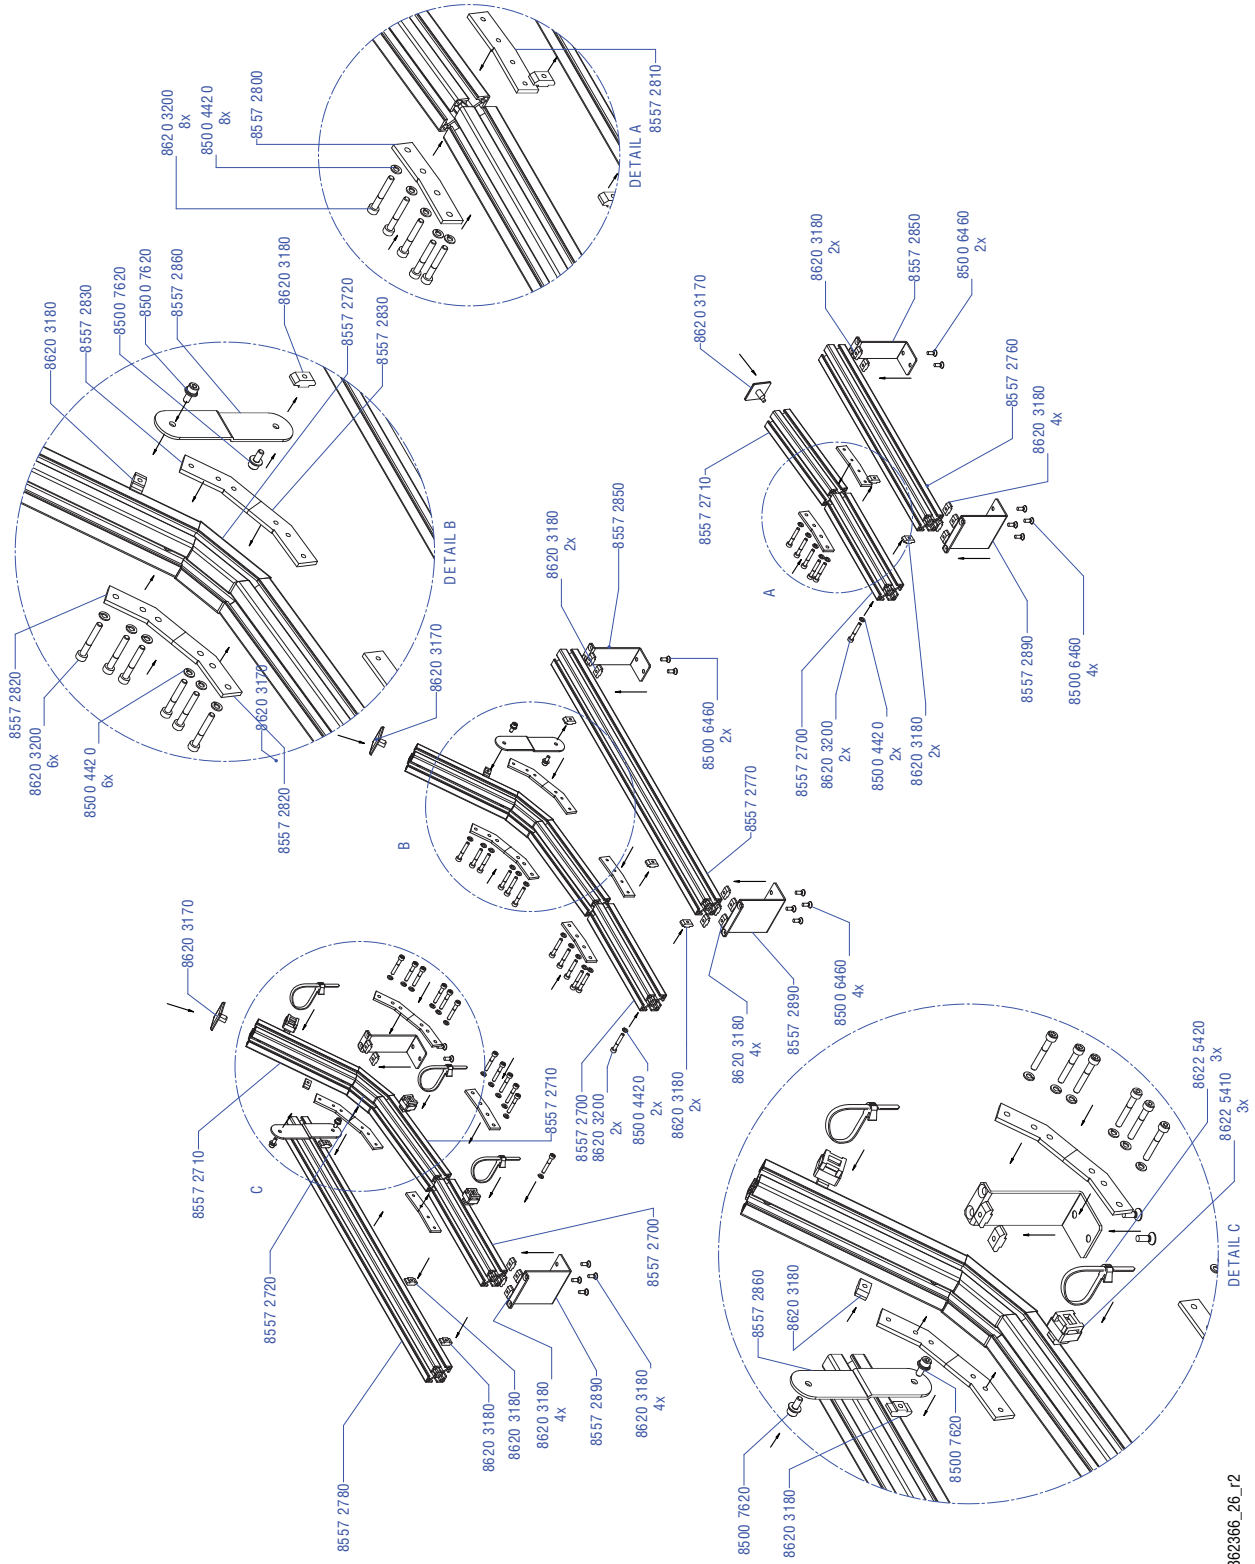 8620 3200
8x
8500 4420
8x
8557 2800
8557 2810
DETAIL A
8620 3180
8557 2830
8500 7620
8500 7620
8557 2860
8620 3180
8557 2720
8557 2830
DETAIL B
8557 2820
8620 3200
6x
8500 4420
6x
8620 3170
8557 2820
8620 3170
8620 3180
2x
8557 2850
8500 6460
2x
B
8557 2770
8557 2700
8620 3200
2x
8500 4420
2x
8620 3180
2x
8620 3180
4x
8557 2890
8500 6460
4x
8620 3170
8557 2710
A
8620 3180
2x
8557 2850
8500 6460
2x
8557 2760
8620 3180
4x
8557 2700
8620 3200
2x
8500 4420
2x
8620 3180
2x
8557 2890
8500 6460
4x
8620 3170
8557 2710
C
8557 2720
8557 2780
8557 2710
8557 2700
8620 3180
8620 3180
8620 3180
4x
8557 2890
8620 3180
4x
8557 2860
8620 3180
8500 7620
8620 3180
8500 7620
8622 5420
3x
8622 5410
3x
DETAIL C
862366_26_r2